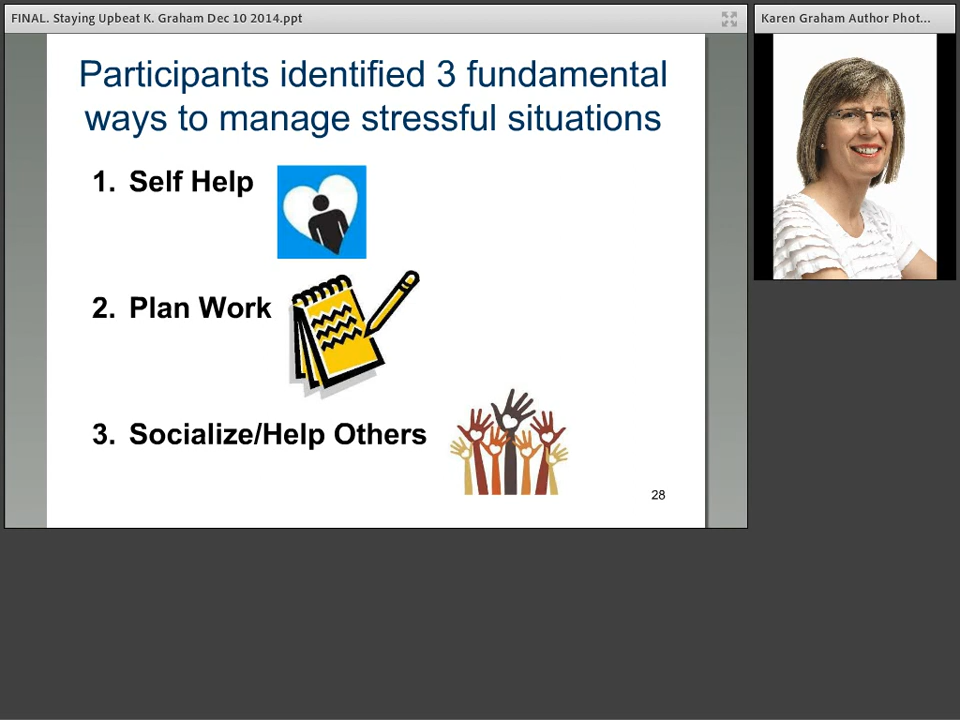 FINAL. Staying Upbeat K. Graham Dec 10 2014.ppt
Karen Graham Author Phot...
Participants identified 3 fundamental
ways to manage stressful situations
1. Self Help
2. Plan Work
3. Socialize/Help Others
28